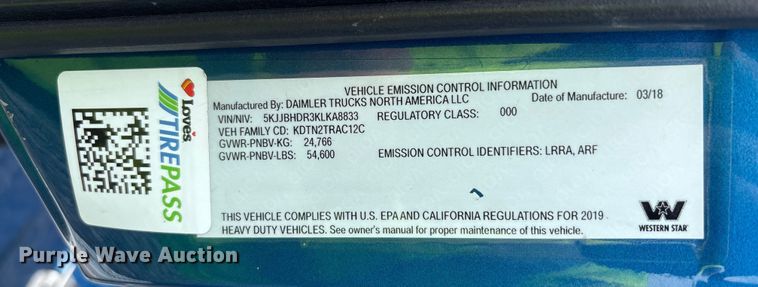 Loves
TIREPASS
VEHICLE EMISSION CONTROL INFORMATION
Manufactured By: DAIMLER TRUCKS NORTH AMERICA LLC Date of Manufacture: 03/18
VIN/NIV: 5KJJBHDR3KLKA8833 REGULATORY CLASS: 000
VEH FAMILY CD: KDTN2TRAC12C
GVWR-PNBV-KG: 24,766
GVWR-PNBV-LBS: 54,600 EMISSION CONTROL IDENTIFIERS: LRRA, ARF
THIS VEHICLE COMPLIES WITH U.S. EPA AND CALIFORNIA REGULATIONS FOR 2019
HEAVY DUTY VEHICLES. See owner's manual for proper maintenance of this vehicle.
WESTERN STAR
Purple Wave Auction